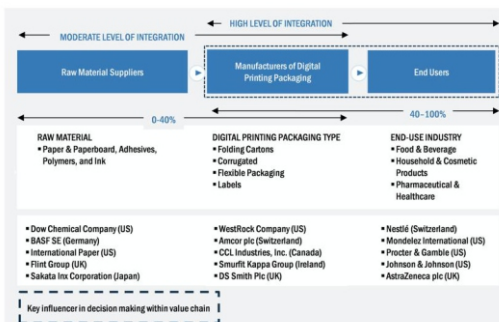 HIGH LEVEL OF INTEGRATION
MODERATE LEVEL OF INTEGRATION
Raw Material Suppliers
Manufacturers of Digital
Printing Packaging
End Users
0-40%
40-100%
RAW MATERIAL
▪ Paper & Paperboard, Adhesives,
Polymers, and Ink
DIGITAL PRINTING PACKAGING TYPE
▪ Folding Cartons
▪ Corrugated
▪ Flexible Packaging
▪ Labels
END-USE INDUSTRY
▪ Food & Beverage
▪ Household & Cosmetic
Products
▪ Pharmaceutical &
Healthcare
▪ Dow Chemical Company (US)
▪ BASF SE (Germany)
▪ International Paper (US)
▪ Flint Group (UK)
▪ Sakata Inx Corporation (Japan)
▪ WestRock Company (US)
▪ Amcor plc (Switzerland)
▪ CCL Industries, Inc. (Canada)
▪ Smurfit Kappa Group (Ireland)
▪ DS Smith Plc (UK)
▪ Nestlé (Switzerland)
▪ Mondelez International (US)
▪ Procter & Gamble (US)
▪ Johnson & Johnson (US)
▪ AstraZeneca plc (UK)
Key influencer in decision making within value chain